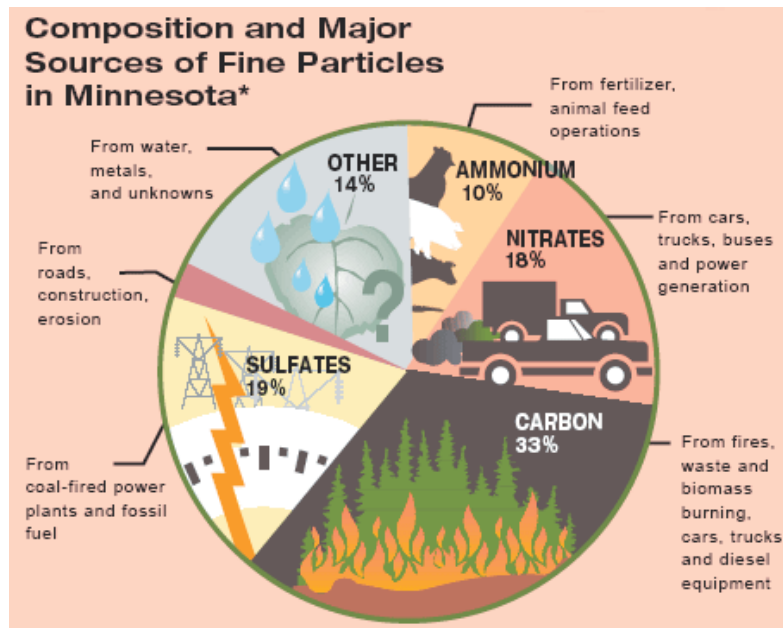 Composition and Major
Sources of Fine Particles
in Minnesota*
From fertilizer,
animal feed
operations
From water,
metals,
and unknowns
OTHER
14%
AMMONIUM
10%
NITRATES
18%
From cars,
trucks, buses
and power
generation
From
roads,
construction,
erosion
?
SULFATES
19%
CARBON
33%
From
coal-fired power
plants and fossil
fuel
From fires,
waste and
biomass
burning,
cars, trucks
and diesel
equipment